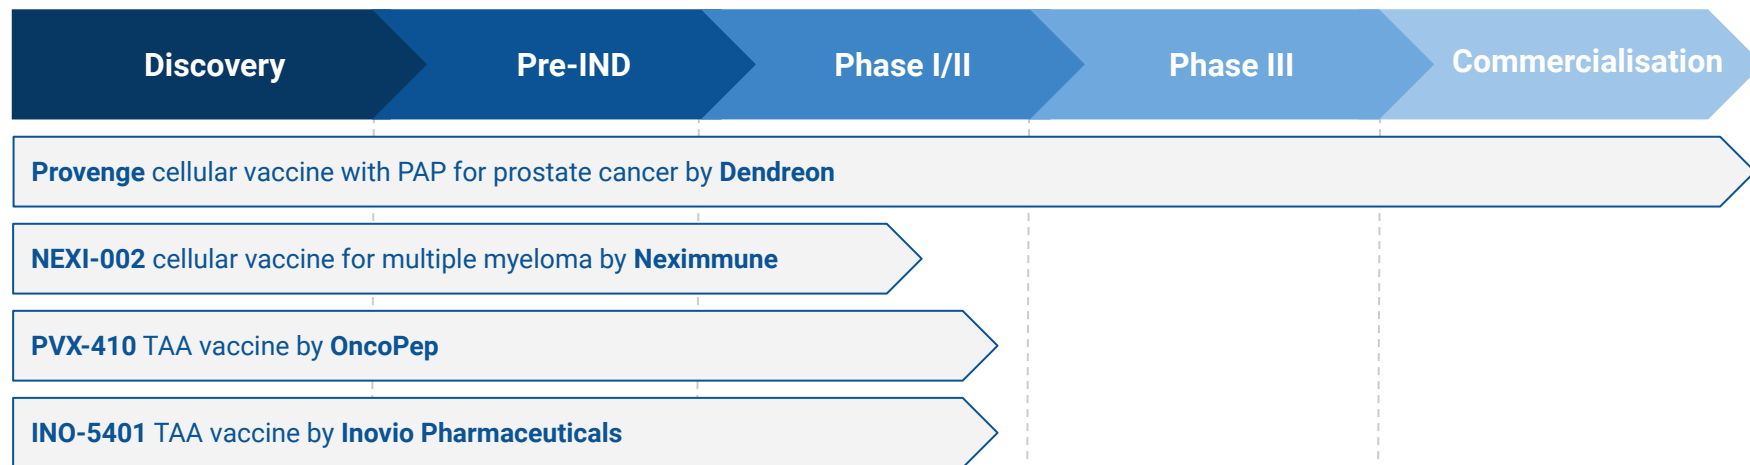 Discovery
Pre-IND
Phase I/II
Phase III
Commercialisation
Provenge cellular vaccine with PAP for prostate cancer by Dendreon
NEXI-002 cellular vaccine for multiple myeloma by Neximmune
PVX-410 TAA vaccine by OncoPep
INO-5401 TAA vaccine by Inovio Pharmaceuticals